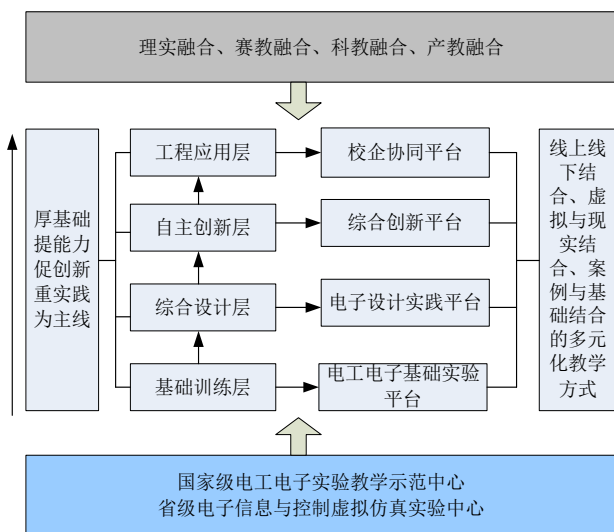 理实融合、赛教融合、科教融合、产教融合
厚基础
提能力
促创新
重实践
为主线
工程应用层
自主创新层
综合设计层
基础训练层
校企协同平台
综合创新平台
电子设计实践平台
电工电子基础实验
平台
线上线
下结
合、虚
拟与现
实结
合、案
例与基
础结合
的多元
化教学
方式
国家级电工电子实验教学示范中心
省级电子信息与控制虚拟仿真实验中心